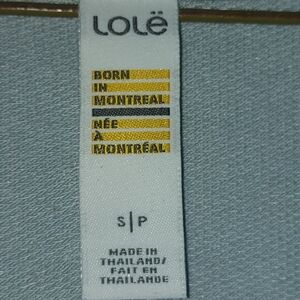 LOLË
BORN
IN
MONTREAL
NÉE
À
MONTRÉAL
S|P
MADE IN
THAILAND/
FAIT EN
THAÏLANDE